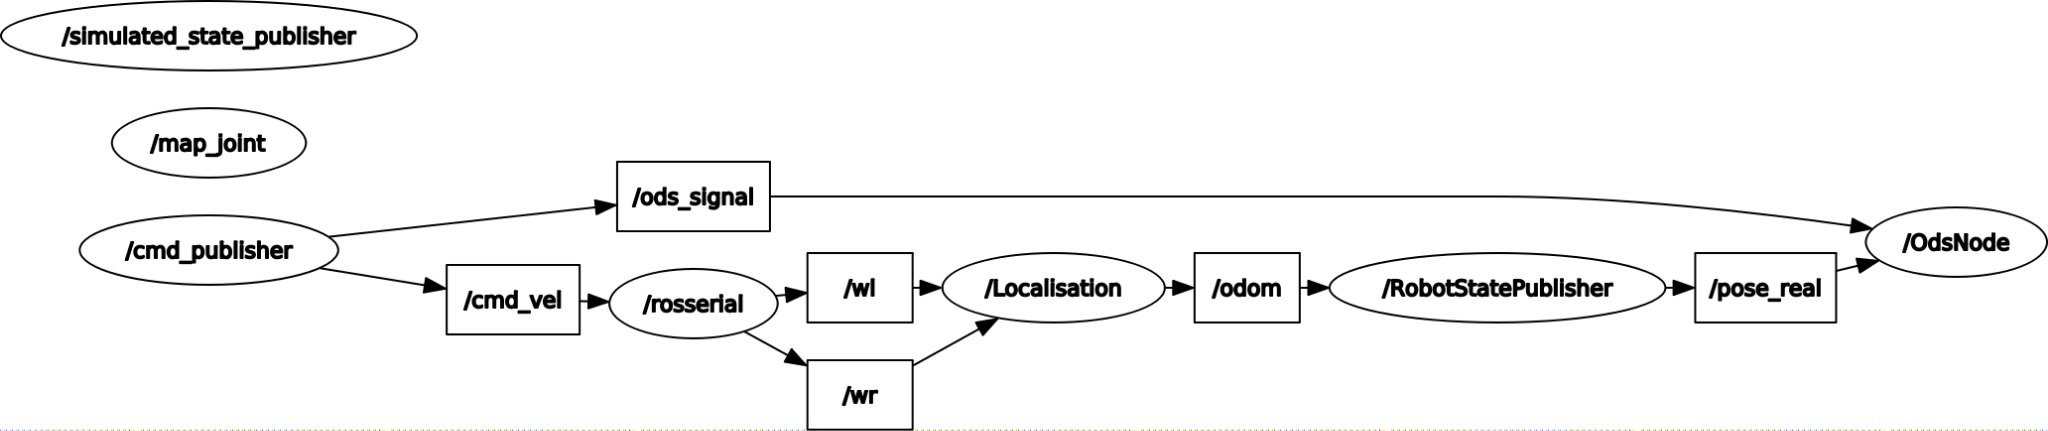 /simulated_state_publisher
/map_joint
/ods_signal
/cmd_publisher
/OdsNode
/cmd_vel
/rosserial
/wl
/Localisation
/odom
/RobotStatePublisher
/pose_real
/wr